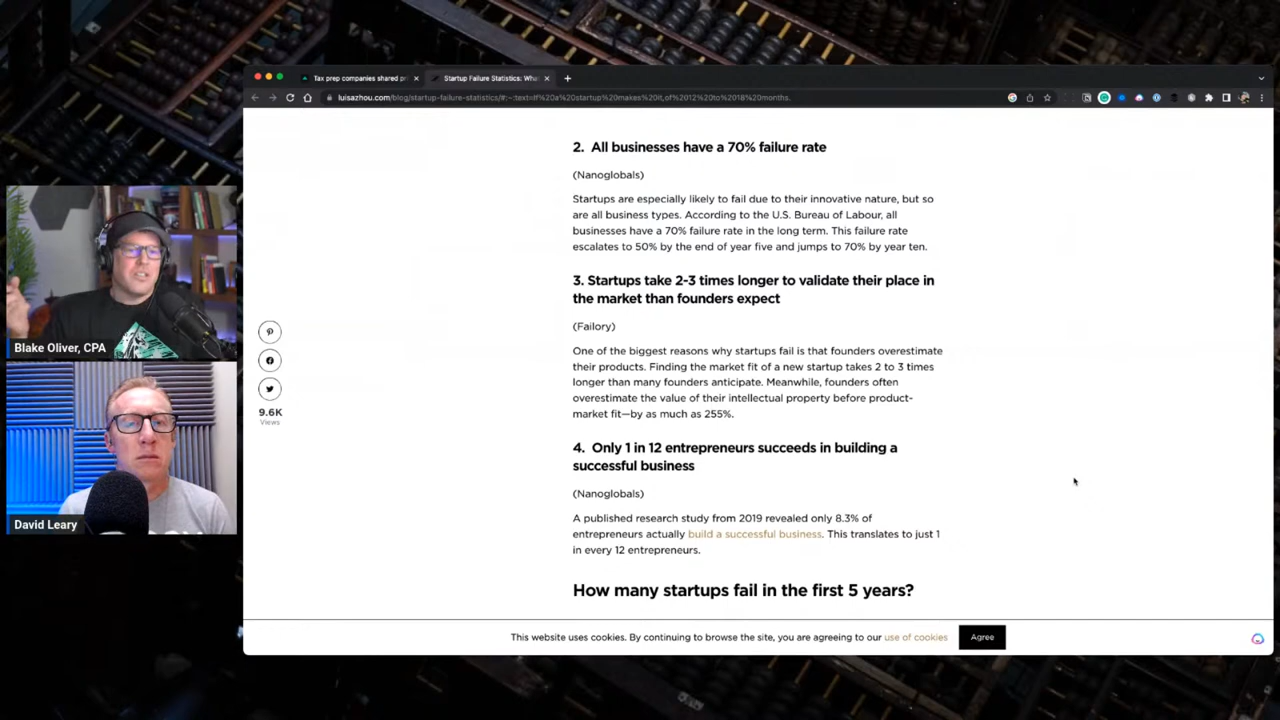 Tax prep companies shared pr
Startup Failure Statistics: Wha
luisazhou.com/blog/startup-failure-statistics/#:~:text=If%20a%20startup%20makes%20it,of%2012%20to%2018%20months.
2. All businesses have a 70% failure rate
(Nanoglobals)
Startups are especially likely to fail due to their innovative nature, but so
are all business types. According to the U.S. Bureau of Labour, all
businesses have a 70% failure rate in the long term. This failure rate
escalates to 50% by the end of year five and jumps to 70% by year ten.
3. Startups take 2-3 times longer to validate their place in
the market than founders expect
(Failory)
One of the biggest reasons why startups fail is that founders overestimate
their products. Finding the market fit of a new startup takes 2 to 3 times
longer than many founders anticipate. Meanwhile, founders often
overestimate the value of their intellectual property before product-
market fit—by as much as 255%.
4. Only 1 in 12 entrepreneurs succeeds in building a
successful business
(Nanoglobals)
A published research study from 2019 revealed only 8.3% of
entrepreneurs actually build a successful business. This translates to just 1
in every 12 entrepreneurs.
How many startups fail in the first 5 years?
9.6K
Views
This website uses cookies. By continuing to browse the site, you are agreeing to our use of cookies
Agree
Blake Oliver, CPA
David Leary